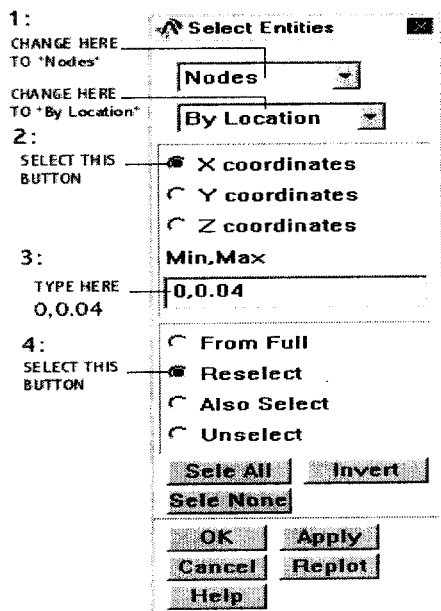 1:
CHANGE HERE
TO "Nodes"
CHANGE HERE
TO "By Location"
2:
SELECT THIS
BUTTON
3:
TYPE HERE
0,0.04
4:
SELECT THIS
BUTTON
Select Entities
Nodes
By Location
X coordinates
Y coordinates
Z coordinates
Min,Max
0,0.04
From Full
Reselect
Also Select
Unselect
Sele All Invert
Sele None
OK Apply
Cancel Replot
Help